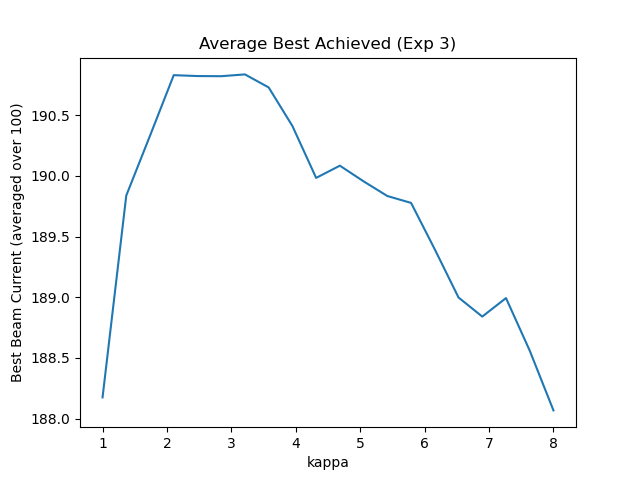 Average Best Achieved (Exp 3)
Best Beam Current (averaged over 100)
190.5
190.0
189.5
189.0
188.5
188.0
1 2 3 4 5 6 7 8
kappa